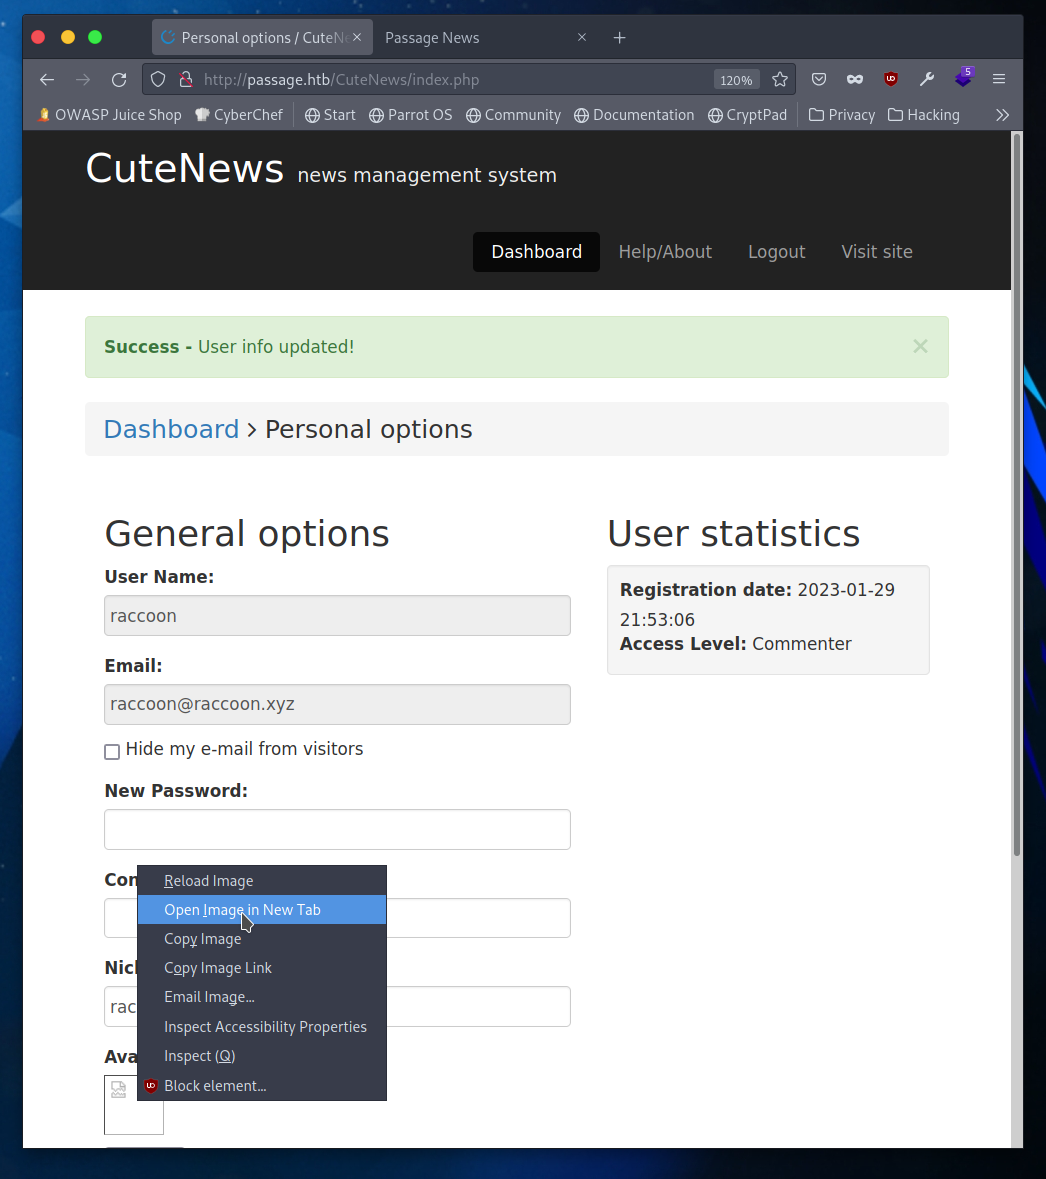 Personal options / CuteNe
Passage News
http://passage.htb/CuteNews/index.php
120%
5
OWASP Juice Shop
CyberChef
Start
Parrot OS
Community
Documentation
CryptPad
Privacy
Hacking
CuteNews news management system
Dashboard
Help/About
Logout
Visit site
Success - User info updated!
Dashboard > Personal options
General options
User Name:
raccoon
Email:
raccoon@raccoon.xyz
Hide my e-mail from visitors
New Password:
Con
Nick
rac
Ava
Reload Image
Open Image in New Tab
Copy Image
Copy Image Link
Email Image...
Inspect Accessibility Properties
Inspect (Q)
Block element...
User statistics
Registration date: 2023-01-29
21:53:06
Access Level: Commenter